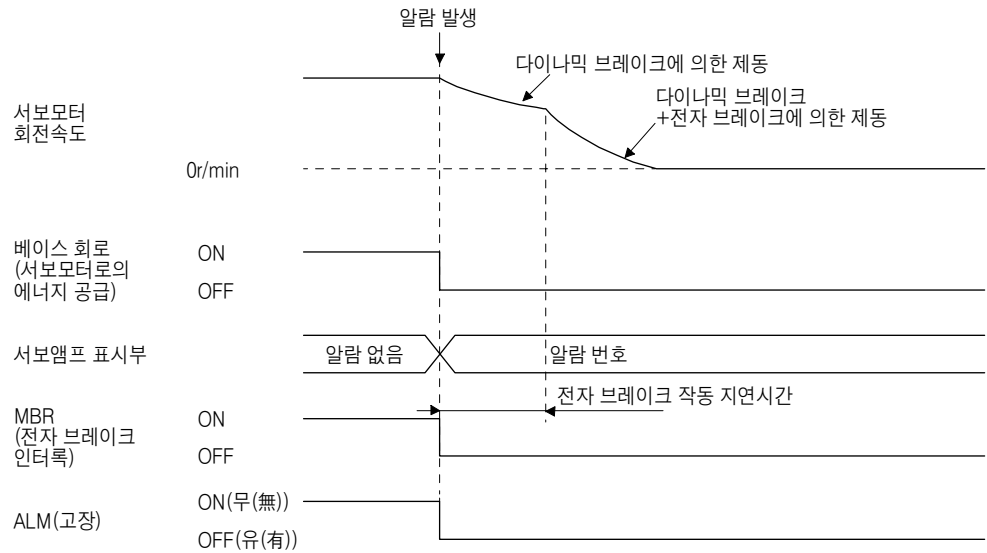 알람 발생
다이나믹 브레이크에 의한 제동
다이나믹 브레이크
+전자 브레이크에 의한 제동
서보모터
회전속도
0r/min
베이스 회로
(서보모터로의
에너지 공급)
ON
OFF
서보앰프 표시부
알람 없음
알람 번호
전자 브레이크 작동 지연시간
MBR
(전자 브레이크
인터록)
ON
OFF
ALM(고장)
ON(무(無))
OFF(유(有))